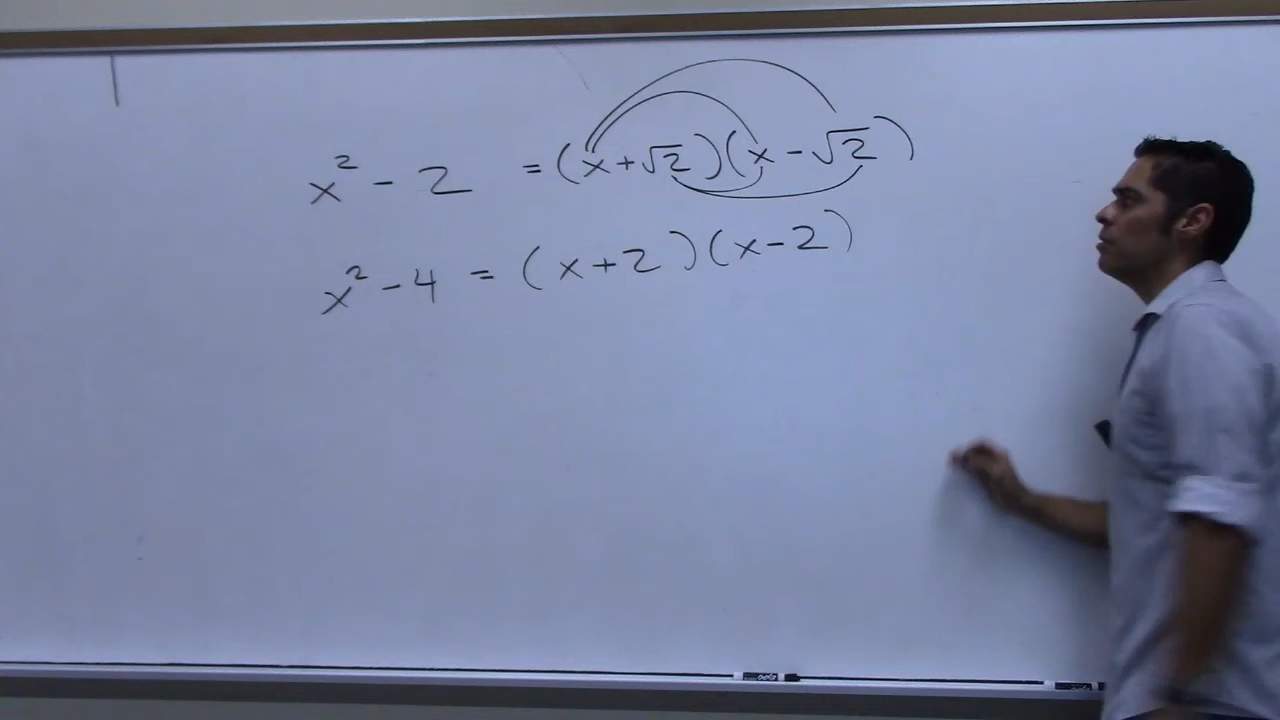 x² - 2 = (x + √2)(x - √2)
x² - 4 = (x + 2)(x - 2)